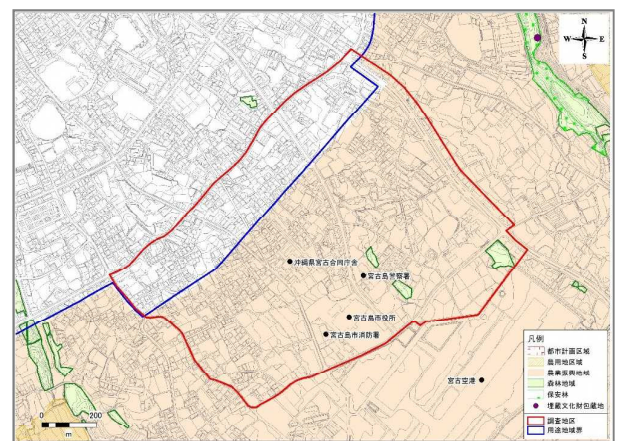 N
W E
S
沖縄県宮古合同庁舎
宮古島警察署
宮古島市役所
宮古島市消防署
宮古空港
凡例
都市計画区域
農用地区域
農業振興地域
森林地域
保安林
埋蔵文化財包蔵地
調査地区
用途地域界
0 200
m